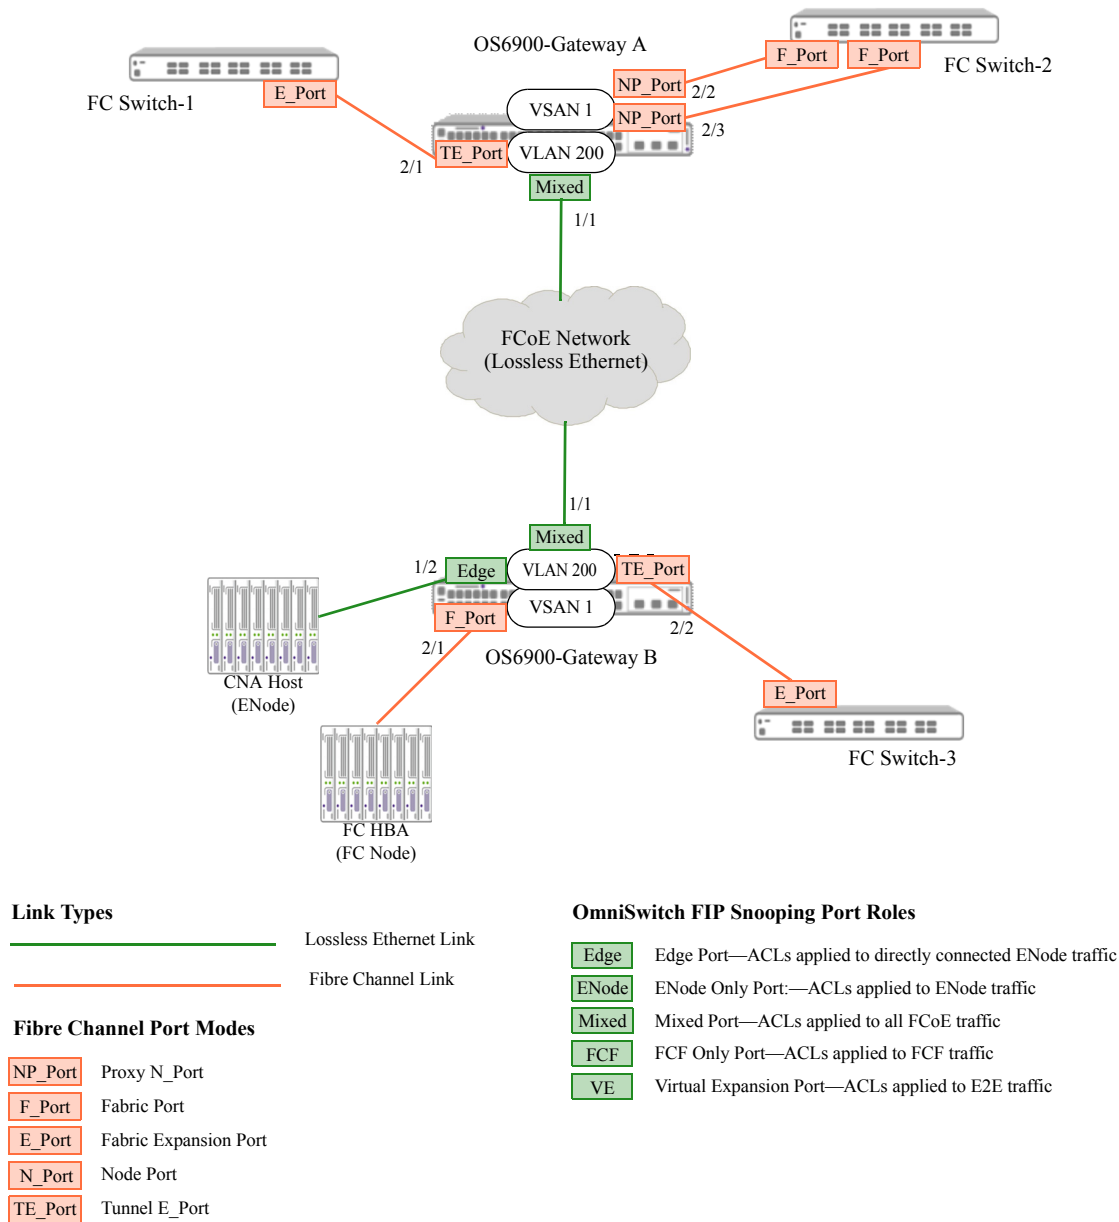 OS6900-Gateway A
FC Switch-1
E_Port
F_Port
F_Port
FC Switch-2
NP_Port
2/2
VSAN 1
NP_Port
2/3
2/1
TE_Port
VLAN 200
Mixed
1/1
FCoE Network
(Lossless Ethernet)
1/1
Mixed
1/2
Edge
VLAN 200
TE_Port
F_Port
VSAN 1
2/1
2/2
OS6900-Gateway B
CNA Host
(ENode)
E_Port
FC Switch-3
FC HBA
(FC Node)
Link Types
Lossless Ethernet Link
Fibre Channel Link
Fibre Channel Port Modes
NP_Port Proxy N_Port
F_Port Fabric Port
E_Port Fabric Expansion Port
N_Port Node Port
TE_Port Tunnel E_Port
OmniSwitch FIP Snooping Port Roles
Edge Edge Port—ACLs applied to directly connected ENode traffic
ENode ENode Only Port:—ACLs applied to ENode traffic
Mixed Mixed Port—ACLs applied to all FCoE traffic
FCF FCF Only Port—ACLs applied to FCF traffic
VE Virtual Expansion Port—ACLs applied to E2E traffic